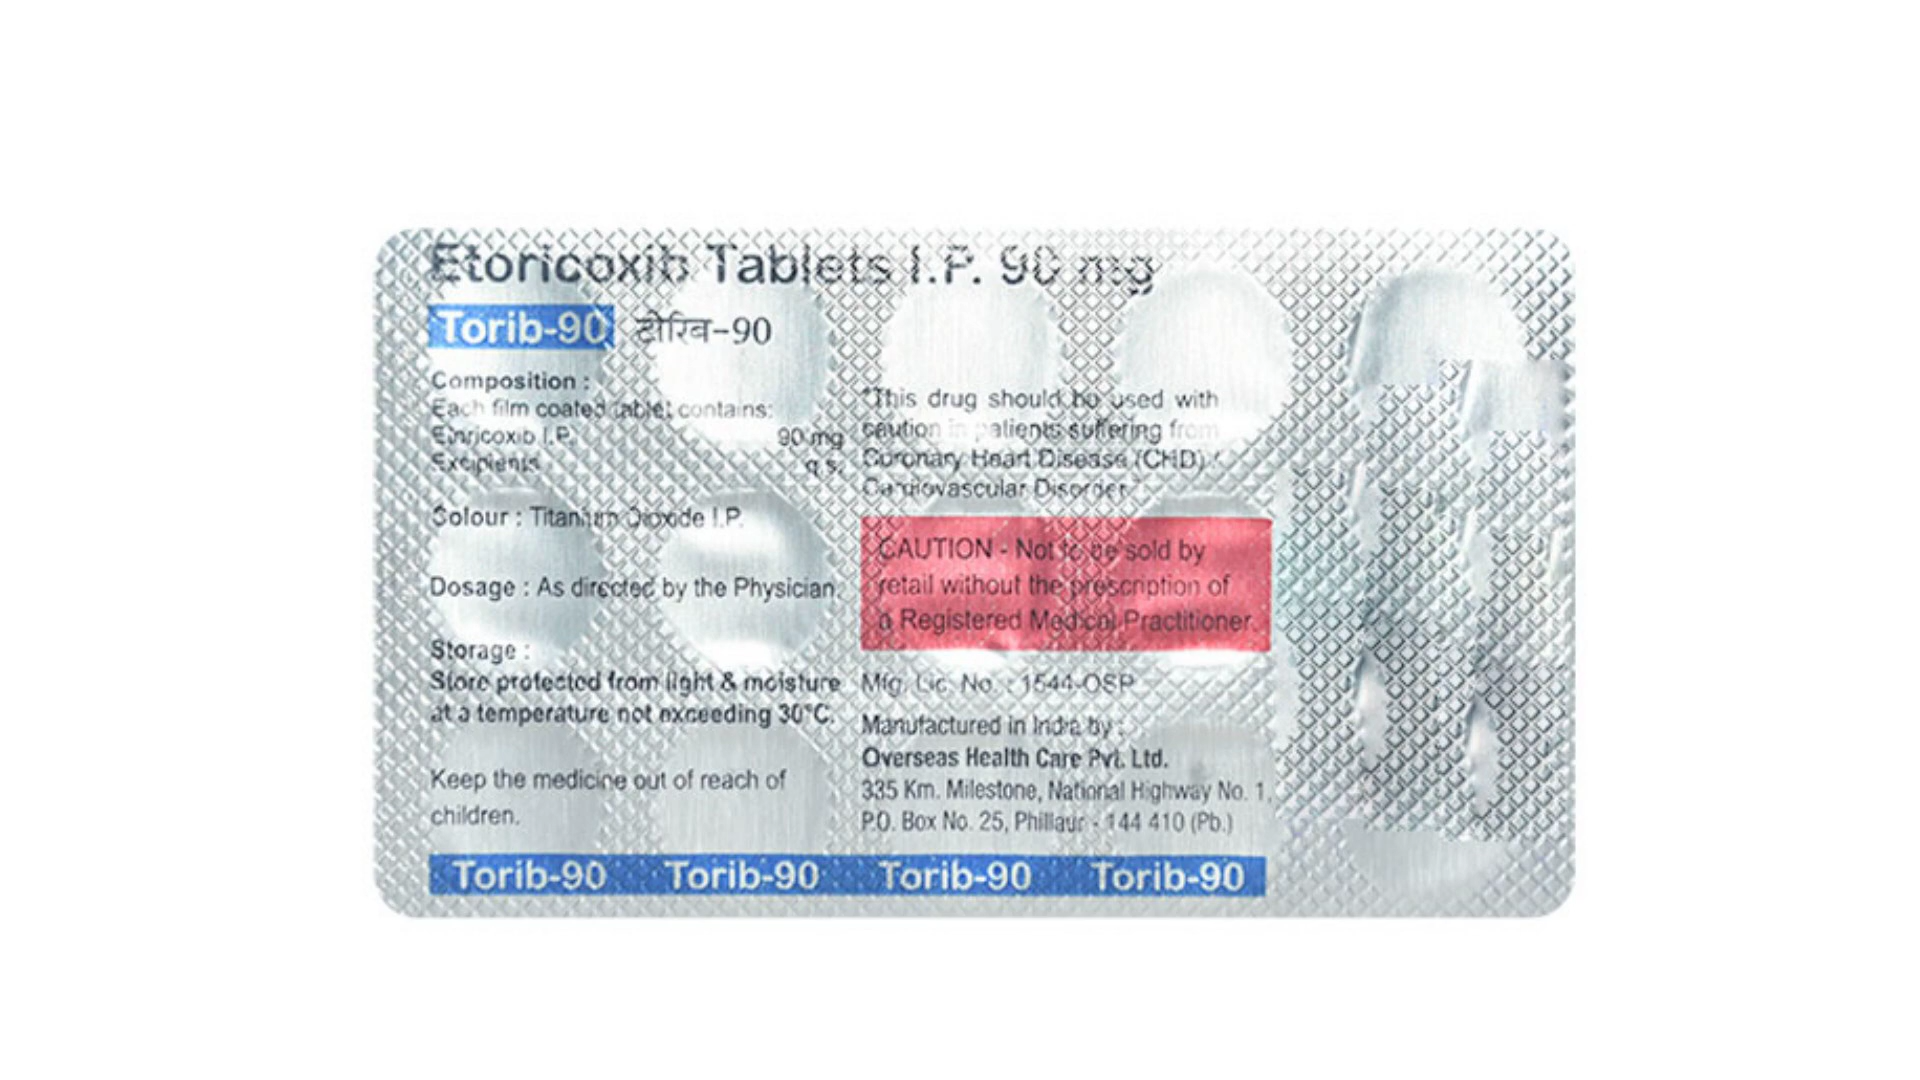 Etoricoxib Tablets I.P. 90 mg
Torib-90 टोरिब-90
Composition :
Each film coated tablet contains:
Etoricoxib I.P. 90 mg
Excipients q.s.
Colour : Titanium Dioxide I.P.
Dosage : As directed by the Physician.
Storage :
Store protected from light & moisture
at a temperature not exceeding 30°C.
Keep the medicine out of reach of
children.
"This drug should be used with
caution in patients suffering from
Coronary Heart Disease (CHD) /
Cardiovascular Disorder"
CAUTION - Not to be sold by
retail without the prescription of
a Registered Medical Practitioner.
Mfg. Lic. No. : 1544-OSP
Manufactured in India by :
Overseas Health Care Pvt. Ltd.
335 Km. Milestone, National Highway No. 1,
P.O. Box No. 25, Phillaur - 144 410 (Pb.)
Torib-90 Torib-90 Torib-90 Torib-90